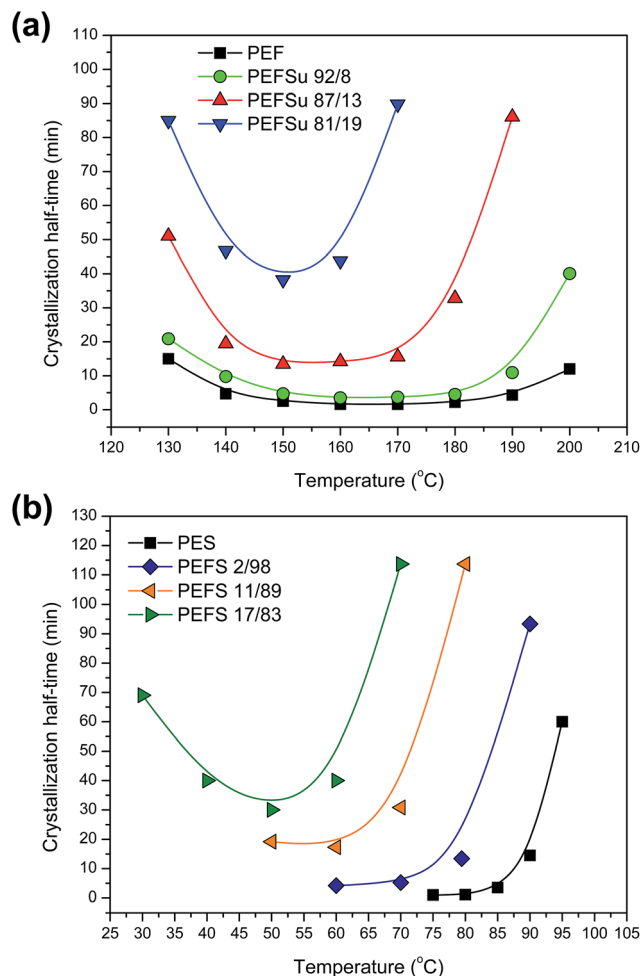 (a)
110
100
90
80
70
60
50
40
30
20
10
0
Crystallization half-time (min)
PEF
PEFSu 92/8
PEFSu 87/13
PEFSu 81/19
120 130 140 150 160 170 180 190 200 210
Temperature (°C)
(b)
130
120
110
100
90
80
70
60
50
40
30
20
10
0
Crystallization half-time (min)
PES
PEFS 2/98
PEFS 11/89
PEFS 17/83
25 30 35 40 45 50 55 60 65 70 75 80 85 90 95 100 105
Temperature (°C)